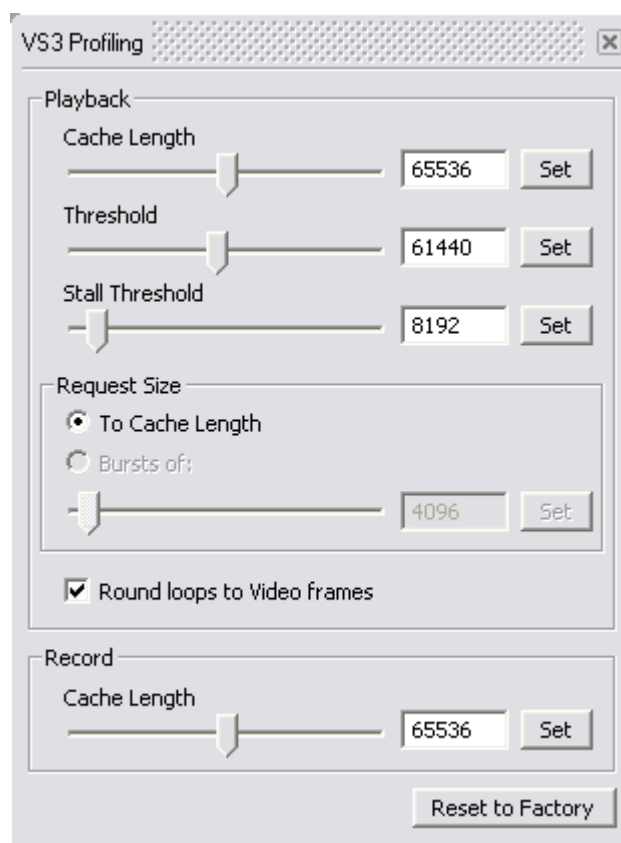 VS3 Profiling
Playback
Cache Length
65536 Set
Threshold
61440 Set
Stall Threshold
8192 Set
Request Size
To Cache Length
Bursts of:
4096 Set
Round loops to Video frames
Record
Cache Length
65536 Set
Reset to Factory